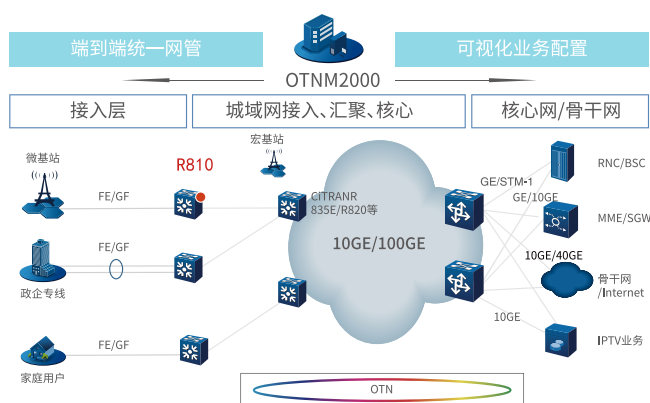 端到端统一网管
可视化业务配置
OTNM2000
接入层
城域网接入、汇聚、核心
核心网/骨干网
微基站
R810
宏基站
FE/GF
CiTRANR
835E/R820等
GE/STM-1
GE/10GE
RNC/BSC
MME/SGW
10GE/100GE
FE/GF
政企专线
10GE/40GE
骨干网
/Internet
10GE
IPTV业务
FE/GF
家庭用户
OTN